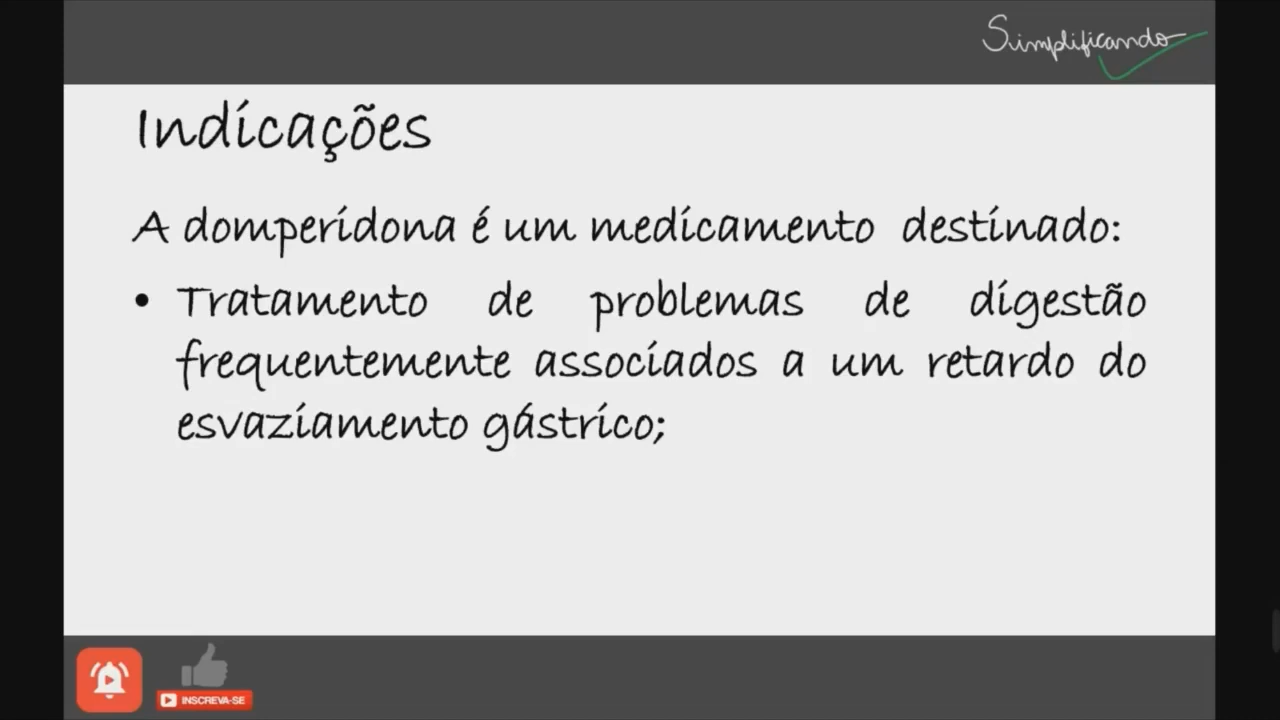 Simplificando
Indicações
A domperidona é um medicamento destinado:
• Tratamento de problemas de digestão
frequentemente associados a um retardo do
esvaziamento gástrico;
INSCREVA-SE